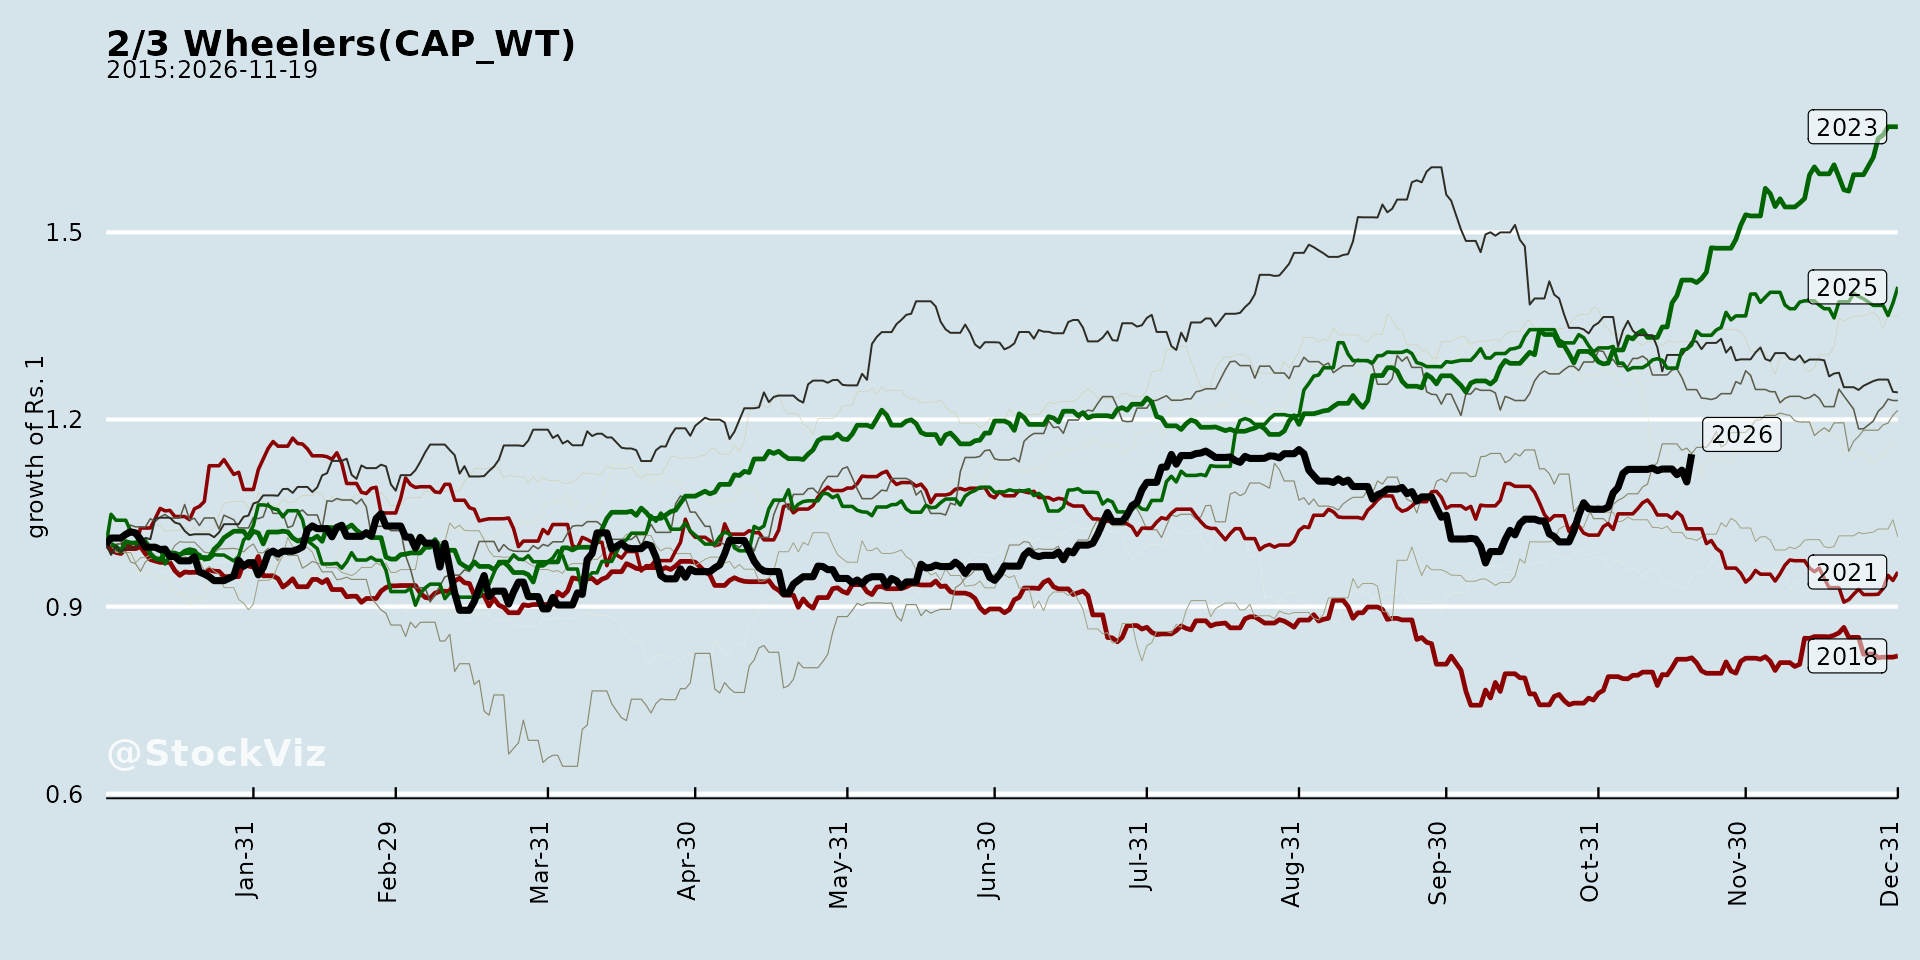 2/3 Wheelers(CAP_WT)
2015:2026-11-19
growth of Rs. 1
1.5
1.2
0.9
0.6
2023
2025
2026
2021
2018
@StockViz
Jan-31
Feb-29
Mar-31
Apr-30
May-31
Jun-30
Jul-31
Aug-31
Sep-30
Oct-31
Nov-30
Dec-31